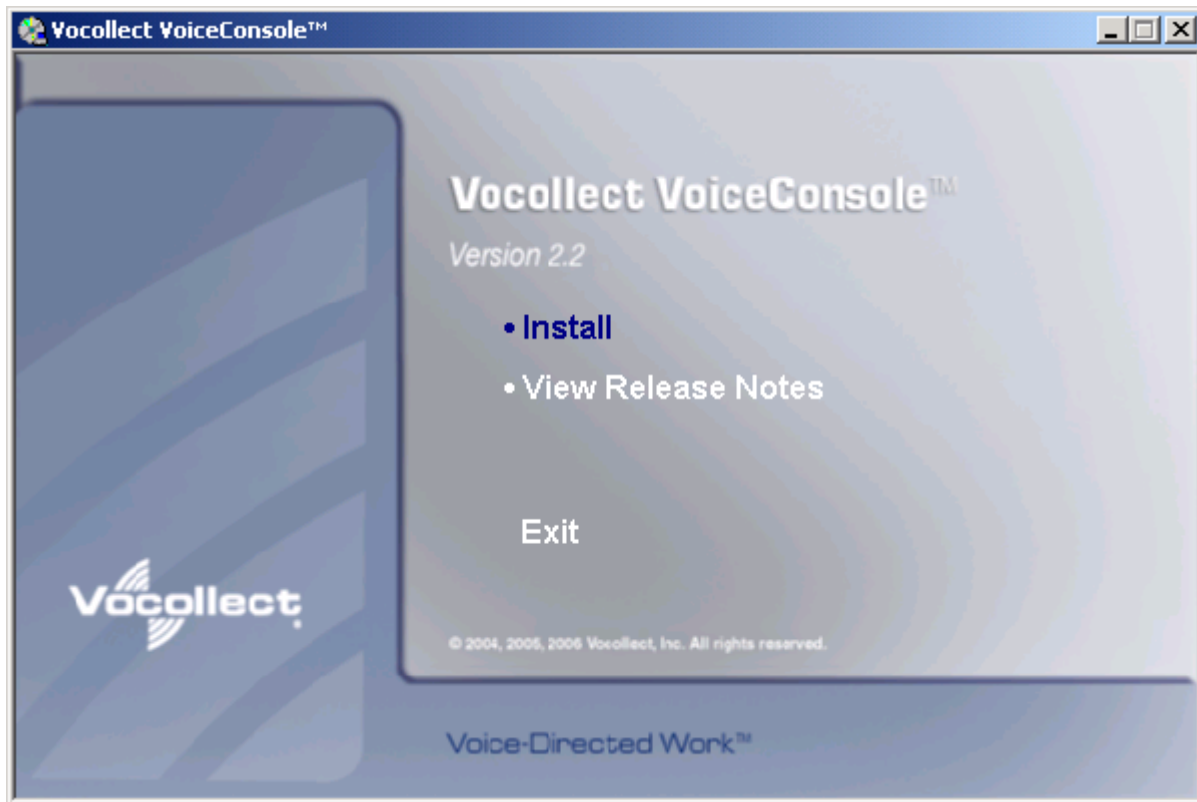 Vocollect VoiceConsole™
Vocollect VoiceConsole™
Version 2.2
• Install
• View Release Notes
Exit
Vocollect
© 2004, 2005, 2006 Vocollect, Inc. All rights reserved.
Voice-Directed Work™